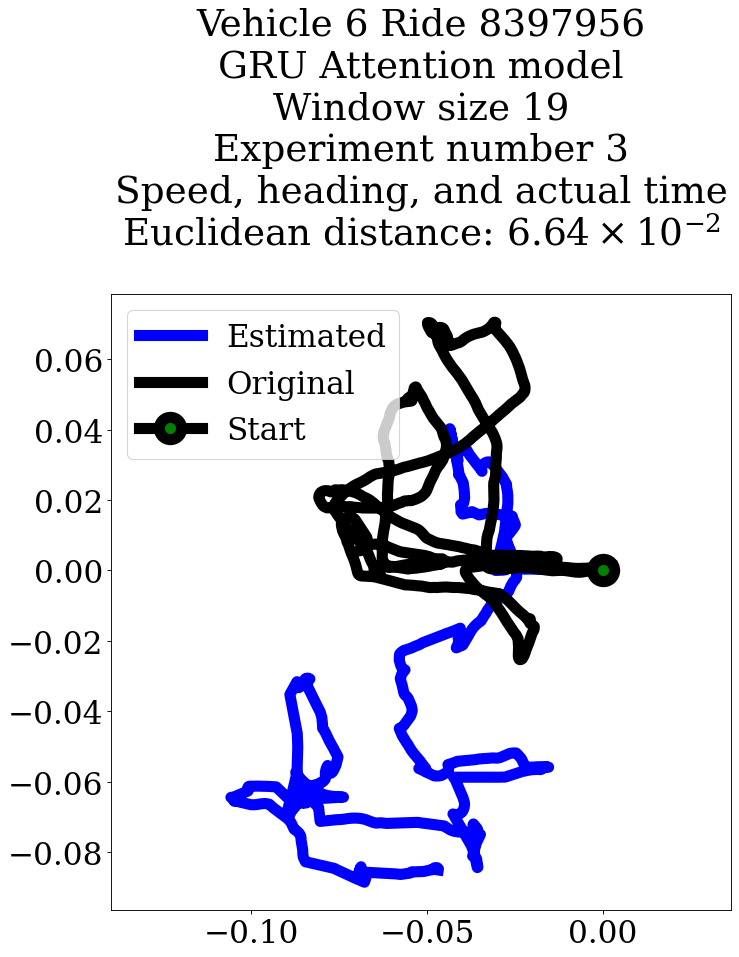 Vehicle 6 Ride 8397956
GRU Attention model
Window size 19
Experiment number 3
Speed, heading, and actual time
Euclidean distance: 6.64 × 10⁻²
Estimated
Original
Start
0.06
0.04
0.02
0.00
−0.02
−0.04
−0.06
−0.08
−0.10 −0.05 0.00